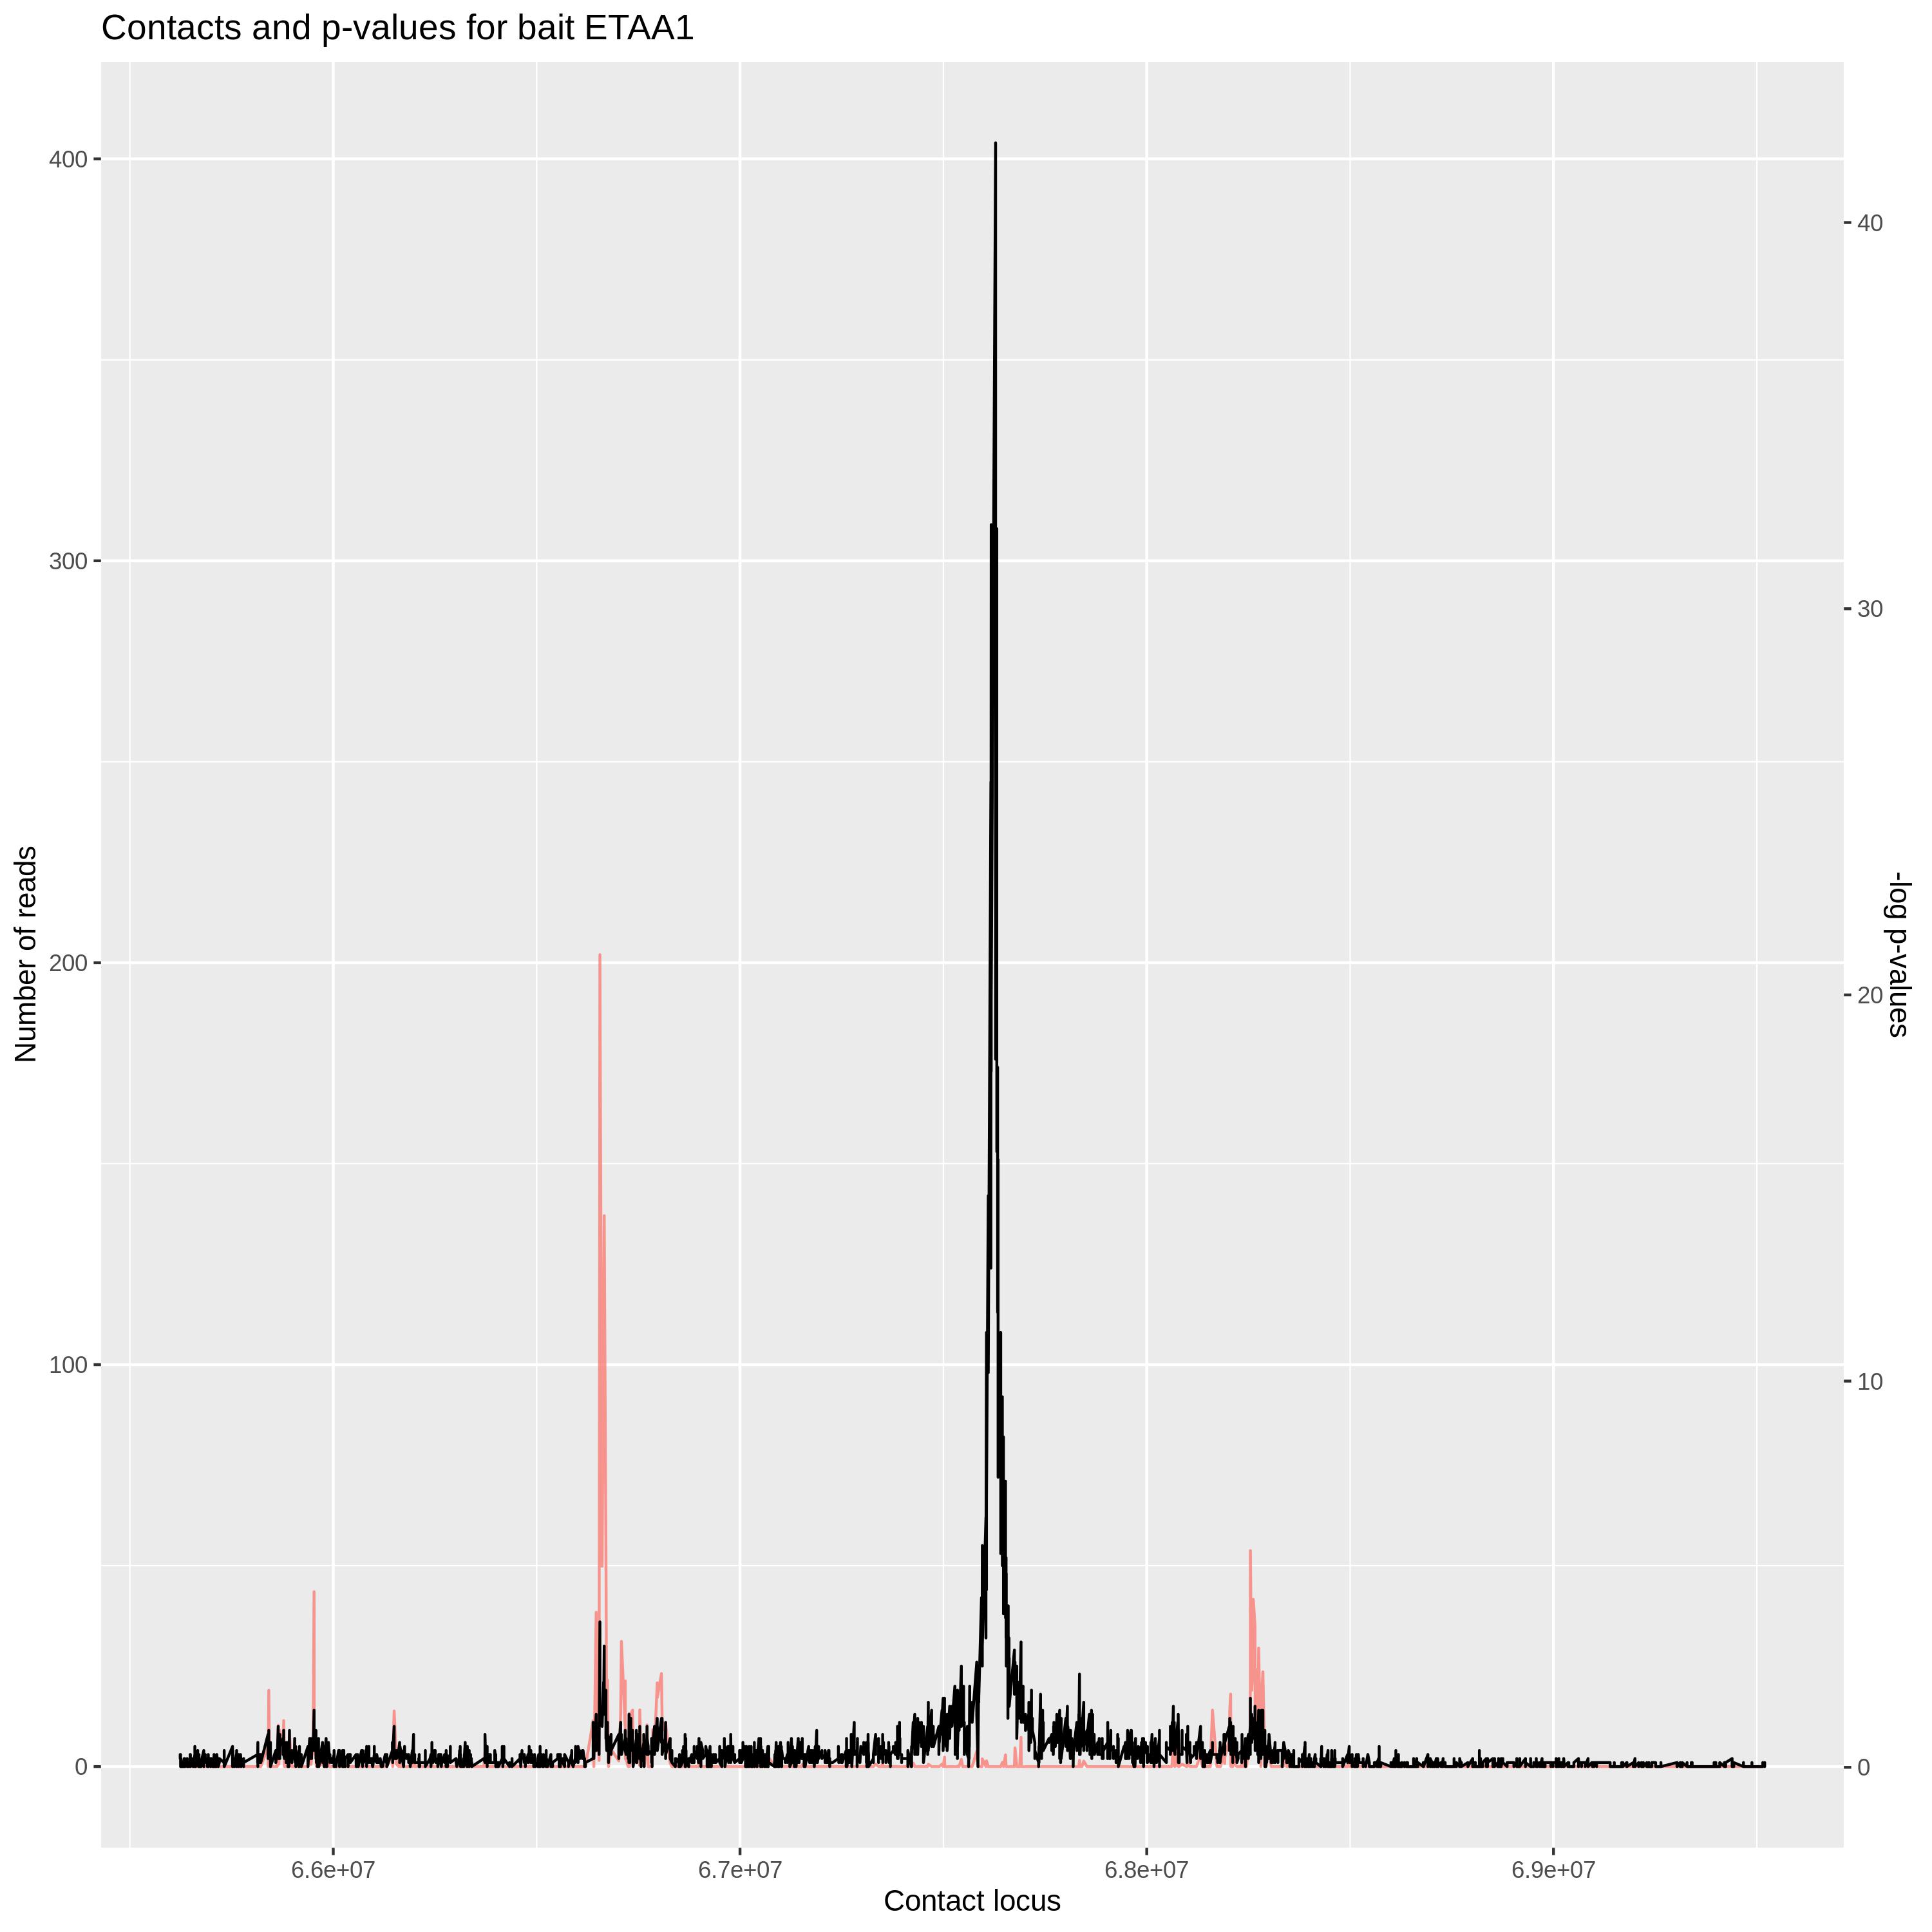 Contacts and p-values for bait ETAA1
400
300
200
100
0
Number of reads
40
30
20
10
0
-log p-values
6.6e+07
6.7e+07
6.8e+07
6.9e+07
Contact locus